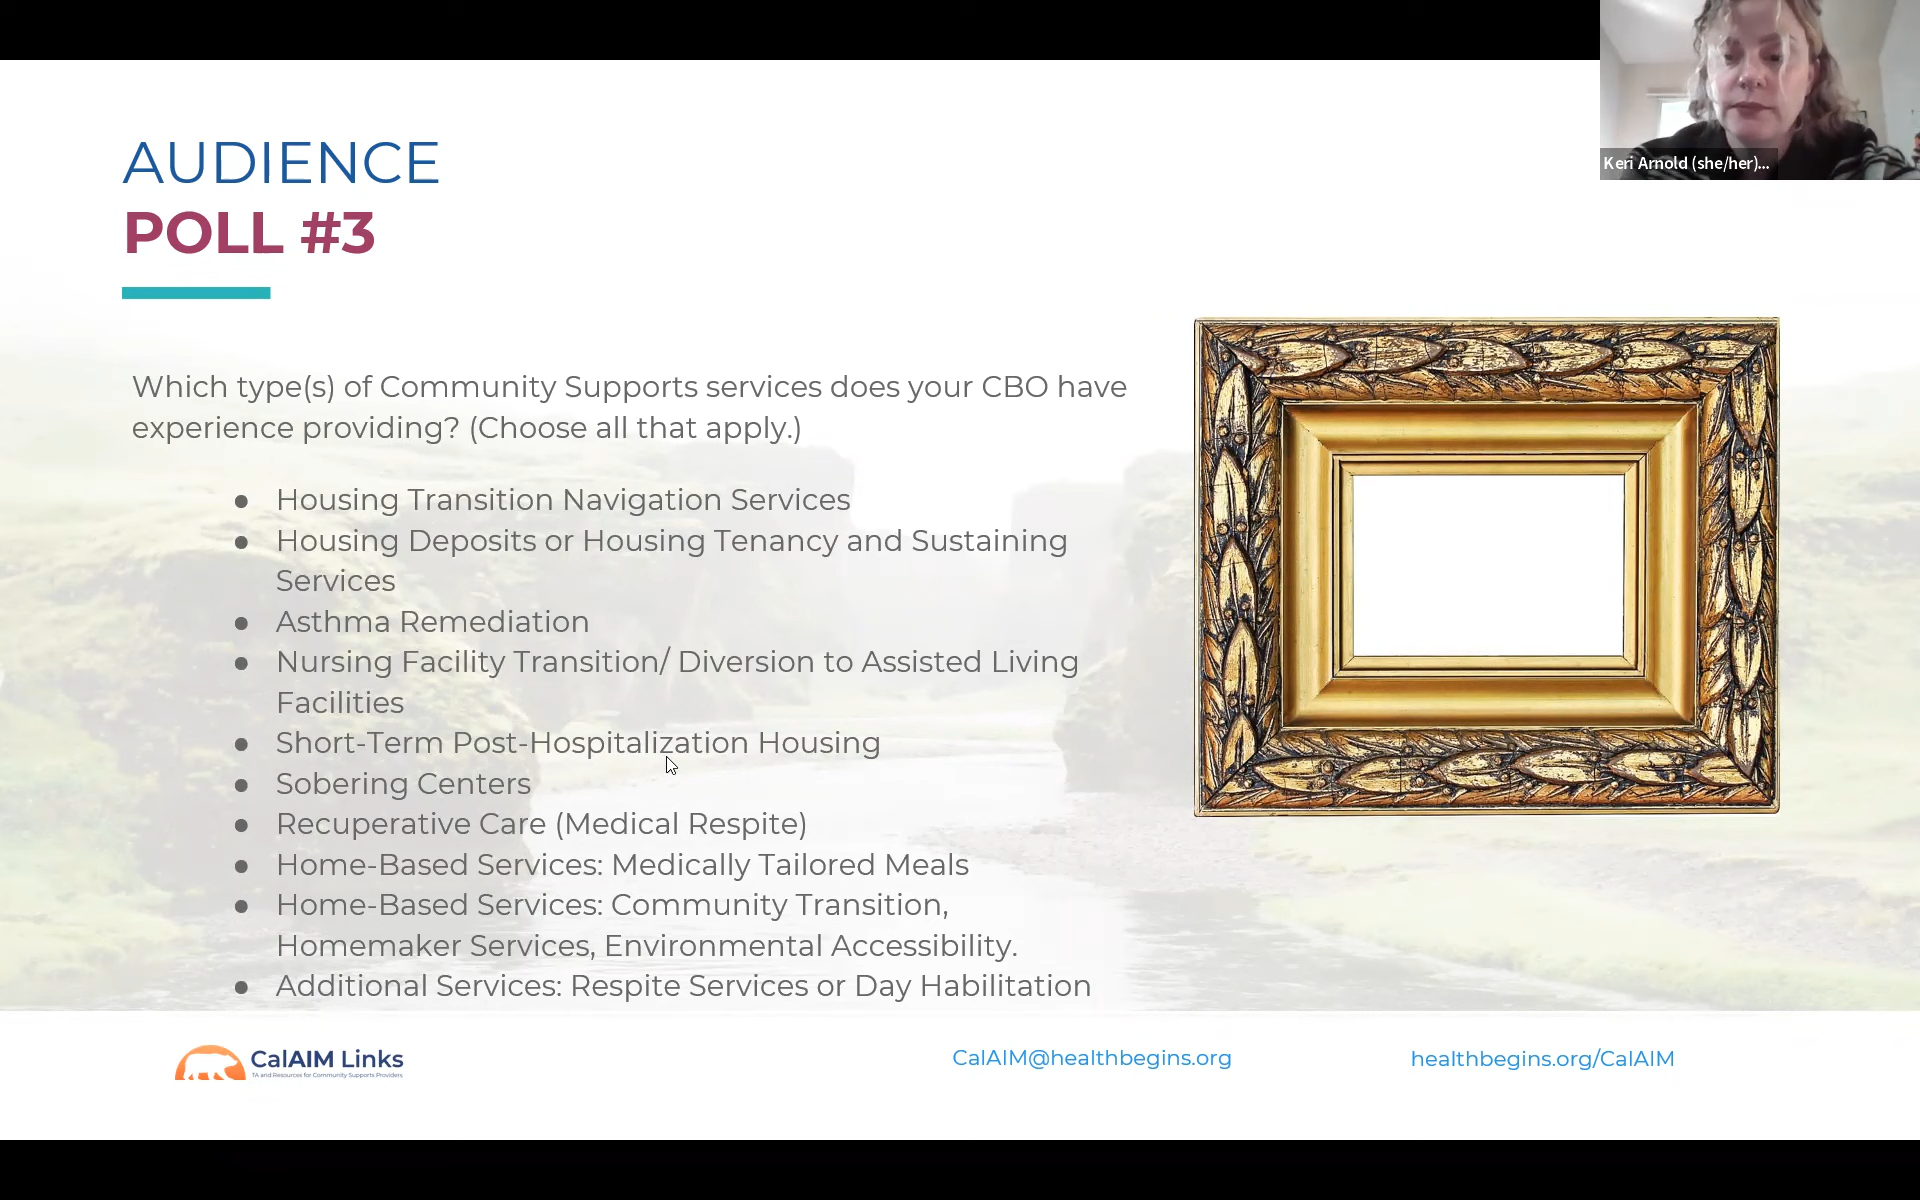 Keri Arnold (she/her)...
AUDIENCE
POLL #3
Which type(s) of Community Supports services does your CBO have
experience providing? (Choose all that apply.)
● Housing Transition Navigation Services
● Housing Deposits or Housing Tenancy and Sustaining
Services
● Asthma Remediation
● Nursing Facility Transition/ Diversion to Assisted Living
Facilities
● Short-Term Post-Hospitalization Housing
● Sobering Centers
● Recuperative Care (Medical Respite)
● Home-Based Services: Medically Tailored Meals
● Home-Based Services: Community Transition,
Homemaker Services, Environmental Accessibility.
● Additional Services: Respite Services or Day Habilitation
CalAIM Links
TA and Resources for Community Supports Providers
CalAIM@healthbegins.org
healthbegins.org/CalAIM